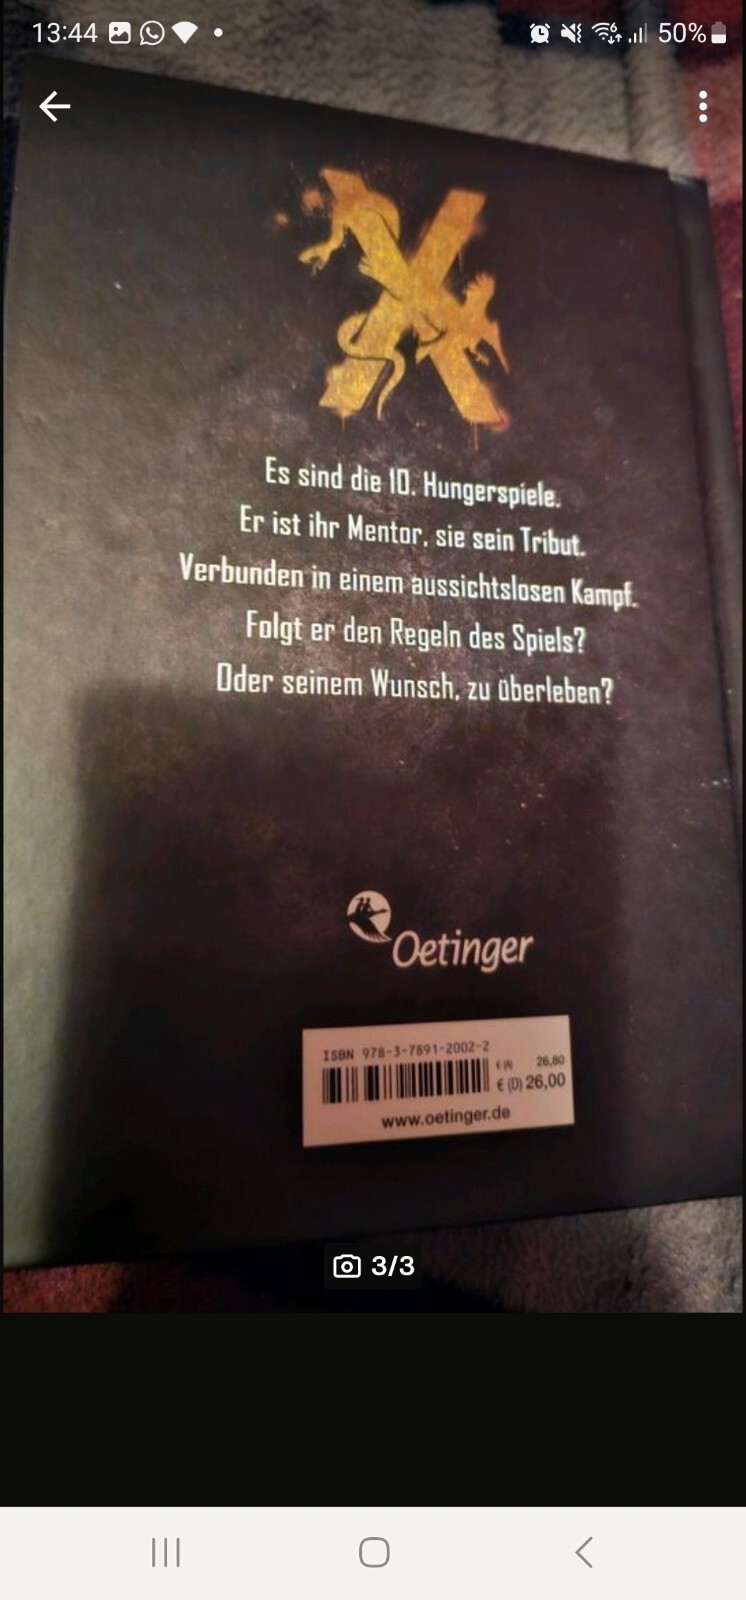 13:44
50%
X
Es sind die 10. Hungerspiele.
Er ist ihr Mentor, sie sein Tribut.
Verbunden in einem aussichtslosen Kampf.
Folgt er den Regeln des Spiels?
Oder seinem Wunsch, zu überleben?
Oetinger
ISBN 978-3-7891-2002-2
€ (A) 26,80
€ (D) 26,00
www.oetinger.de
3/3